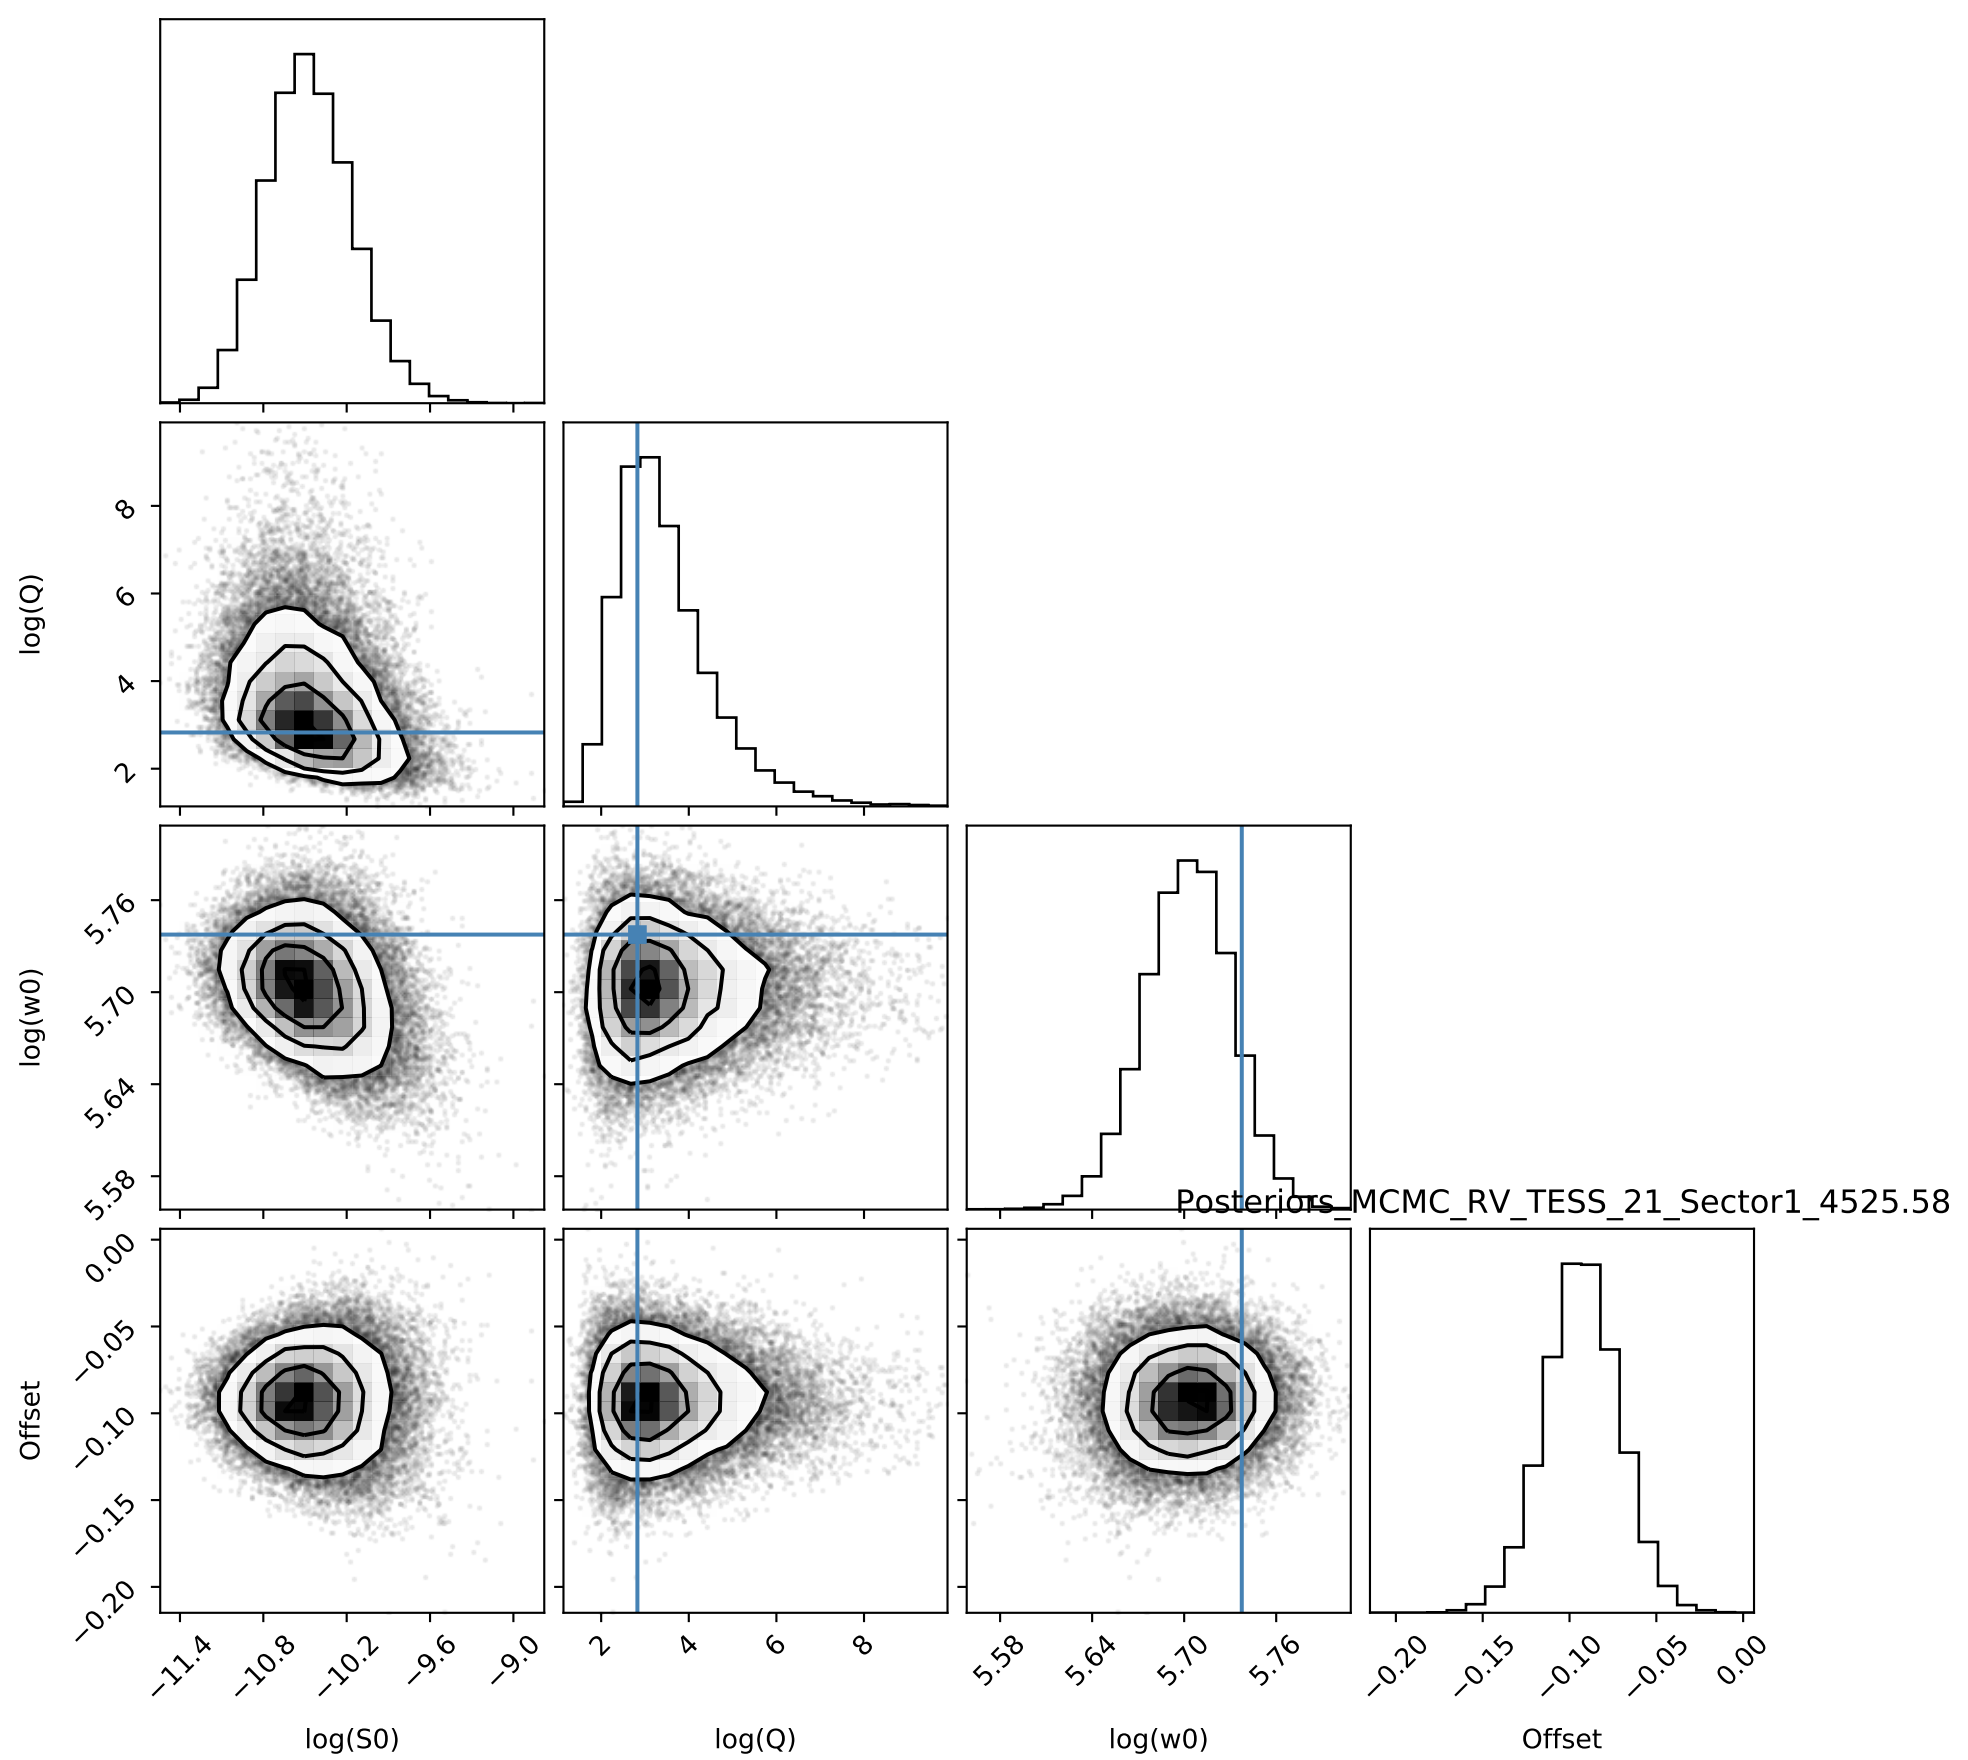 log(Q)
8
6
4
2
log(w0)
5.76
5.70
5.64
5.58
Posteriors_MCMC_RV_TESS_21_Sector1_4525.58
Offset
0.00
−0.05
−0.10
−0.15
−0.20
−11.4 −10.8 −10.2 −9.6 −9.0
2 4 6 8
5.58 5.64 5.70 5.76
−0.20 −0.15 −0.10 −0.05 0.00
log(S0) log(Q) log(w0) Offset